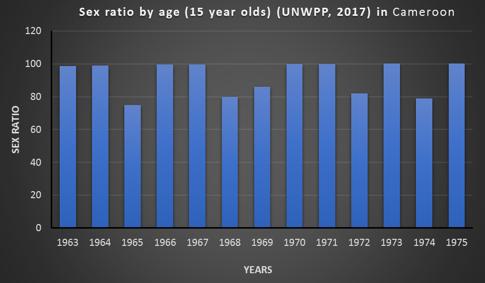 Sex ratio by age (15 year olds) (UNWPP, 2017) in Cameroon
120
100
80
60
40
20
0
SEX RATIO
1963 1964 1965 1966 1967 1968 1969 1970 1971 1972 1973 1974 1975
YEARS